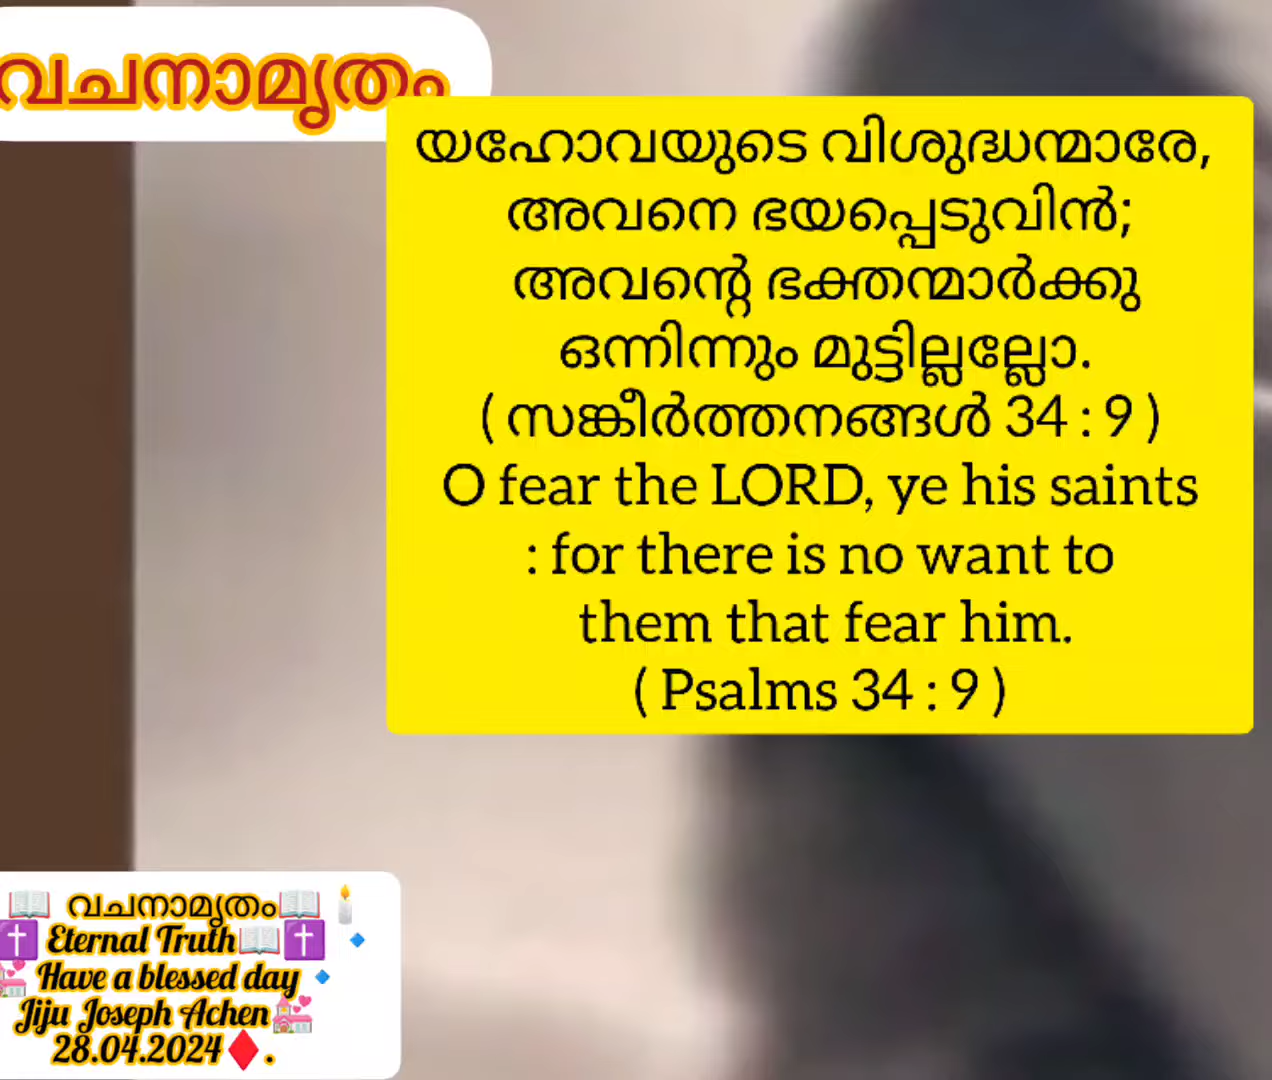 വചനാമൃതം
യഹോവയുടെ വിശുദ്ധന്മാരേ,
അവനെ ഭയപ്പെടുവിൻ;
അവന്റെ ഭക്തന്മാർക്കു
ഒന്നിന്നും മുട്ടില്ലല്ലോ.
( സങ്കീർത്തനങ്ങൾ 34 : 9 )
O fear the LORD, ye his saints
: for there is no want to
them that fear him.
( Psalms 34 : 9 )
📖 വചനാമൃതം📖🕯️
✝️ Eternal Truth📖✝️🔹
💒 Have a blessed day 🔹
Jiju Joseph Achen💒
28.04.2024♦️.